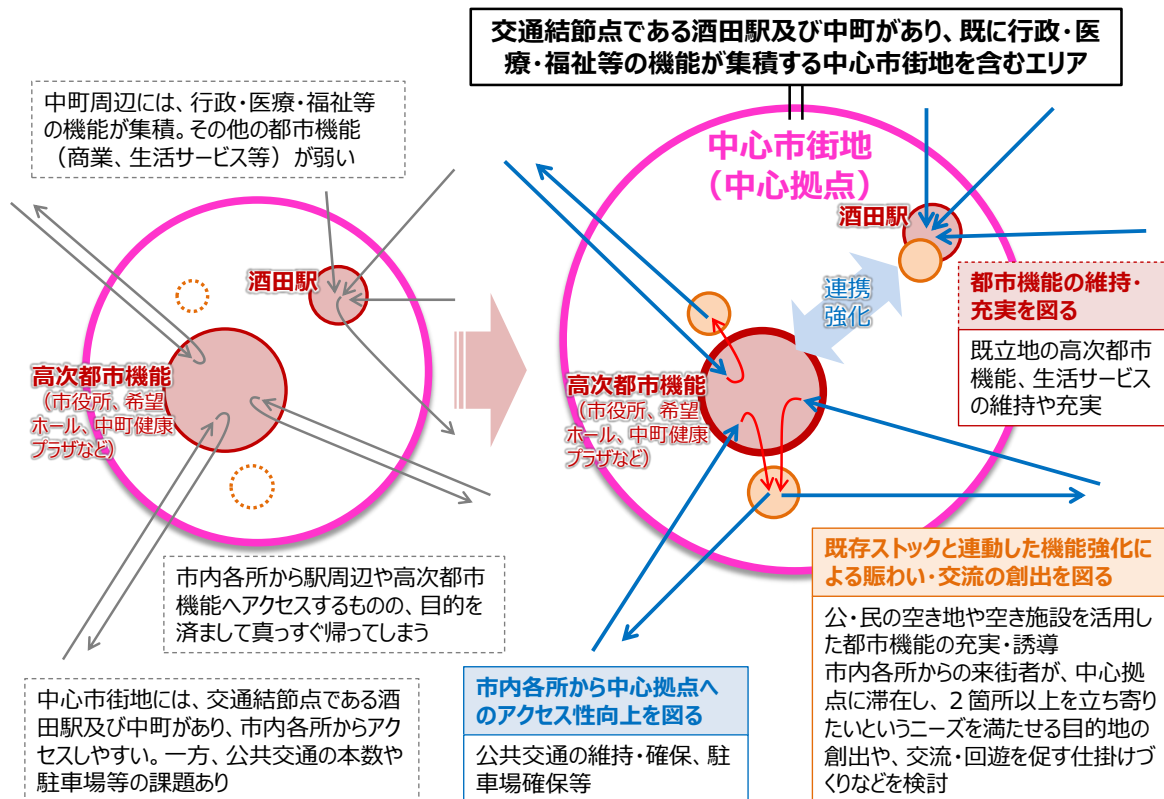 交通結節点である酒田駅及び中町があり、既に行政・医
療・福祉等の機能が集積する中心市街地を含むエリア
中町周辺には、行政・医療・福祉等
の機能が集積。その他の都市機能
（商業、生活サービス等）が弱い
酒田駅
高次都市機能
（市役所、希望
ホール、中町健康
プラザなど）
市内各所から駅周辺や高次都市
機能へアクセスするものの、目的を
済まして真っすぐ帰ってしまう
中心市街地には、交通結節点である酒
田駅及び中町があり、市内各所からアク
セスしやすい。一方、公共交通の本数や
駐車場等の課題あり
中心市街地
（中心拠点）
酒田駅
連携
強化
高次都市機能
（市役所、希望
ホール、中町健康
プラザなど）
都市機能の維持・
充実を図る
既立地の高次都市
機能、生活サービス
の維持や充実
市内各所から中心拠点へ
のアクセス性向上を図る
公共交通の維持・確保、駐
車場確保等
既存ストックと連動した機能強化に
よる賑わい・交流の創出を図る
公・民の空き地や空き施設を活用し
た都市機能の充実・誘導
市内各所からの来街者が、中心拠
点に滞在し、２箇所以上を立ち寄り
たいというニーズを満たせる目的地の
創出や、交流・回遊を促す仕掛けづ
くりなどを検討